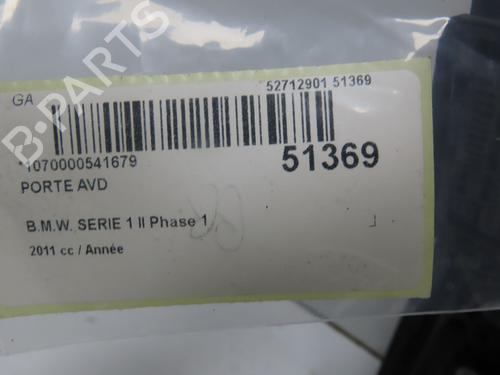 B-PARTS
GA
52712901 51369
*1070000541679
51369
PORTE AVD
B.M.W. SERIE 1 II Phase 1
2011 cc / Année